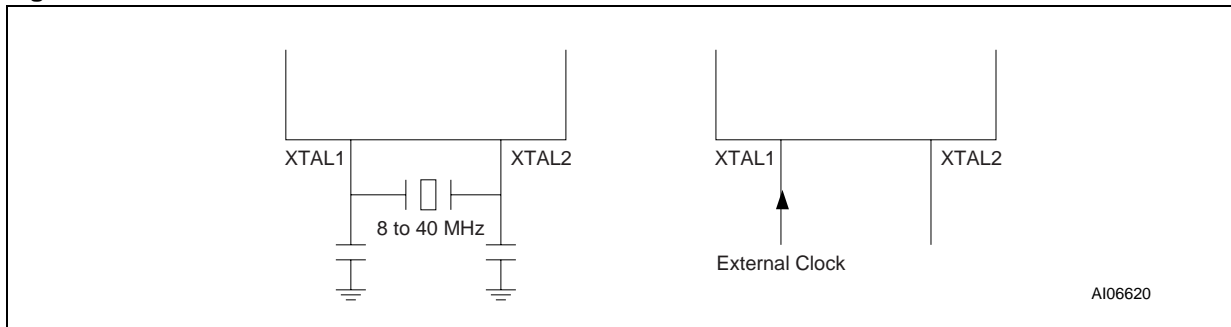 XTAL1 XTAL2
8 to 40 MHz
XTAL1 XTAL2
External Clock
AI06620